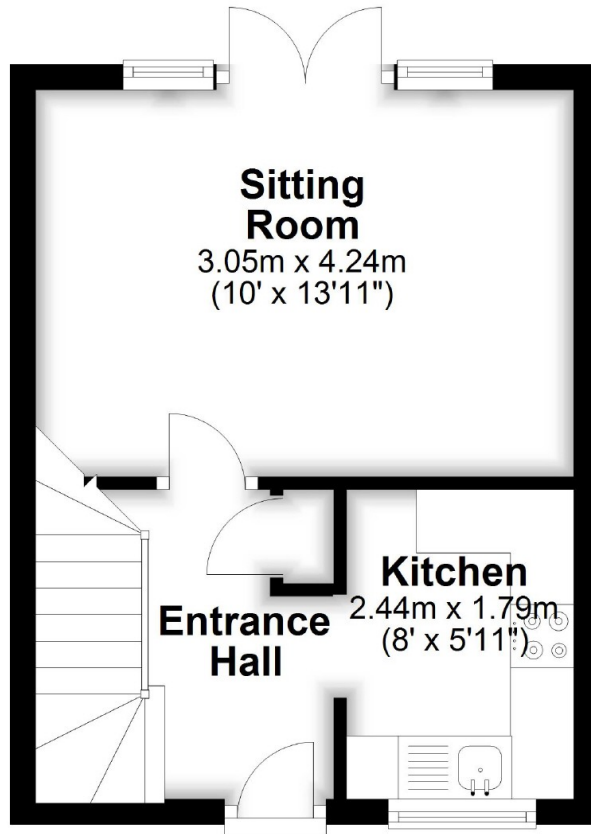 Sitting
Room
3.05m x 4.24m
(10' x 13'11")
Kitchen
2.44m x 1.79m
(8' x 5'11")
Entrance
Hall